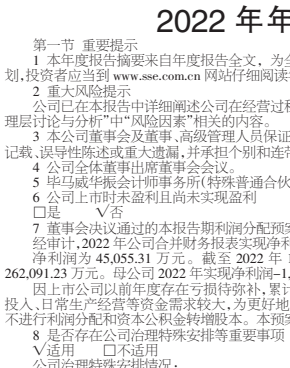 2022 年年
第一节 重要提示
1 本年度报告摘要来自年度报告全文，为全
划，投资者应当到 www.sse.com.cn 网站仔细阅读
2 重大风险提示
公司已在本报告中详细阐述公司在经营过程
理层讨论与分析”中“风险因素”相关的内容。
3 本公司董事会及董事、高级管理人员保证
记载、误导性陈述或重大遗漏，并承担个别和连带
4 公司全体董事出席董事会会议。
5 毕马威华振会计师事务所（特殊普通合伙
6 公司上市时未盈利且尚未实现盈利
□是 √否
7 董事会决议通过的本报告期利润分配预案
经审计，2022 年公司合并财务报表实现净利
净利润为 45,055.31 万元。截至 2022 年 1
262,091.23 万元。母公司 2022 年实现净利润-1,
因上市公司以前年度存在亏损待弥补，累计
投入、日常生产经营等资金需求较大，为更好地
不进行利润分配和资本公积金转增股本。本预案
8 是否存在公司治理特殊安排等重要事项
√适用 □不适用
公司治理特殊安排情况：